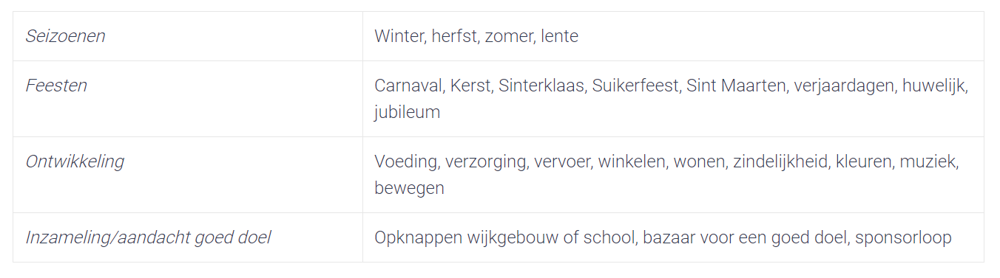 Seizoenen
Winter, herfst, zomer, lente
Feesten
Carnaval, Kerst, Sinterklaas, Suikerfeest, Sint Maarten, verjaardagen, huwelijk,
jubileum
Ontwikkeling
Voeding, verzorging, vervoer, winkelen, wonen, zindelijkheid, kleuren, muziek,
bewegen
Inzameling/aandacht goed doel
Opknappen wijkgebouw of school, bazaar voor een goed doel, sponsorloop